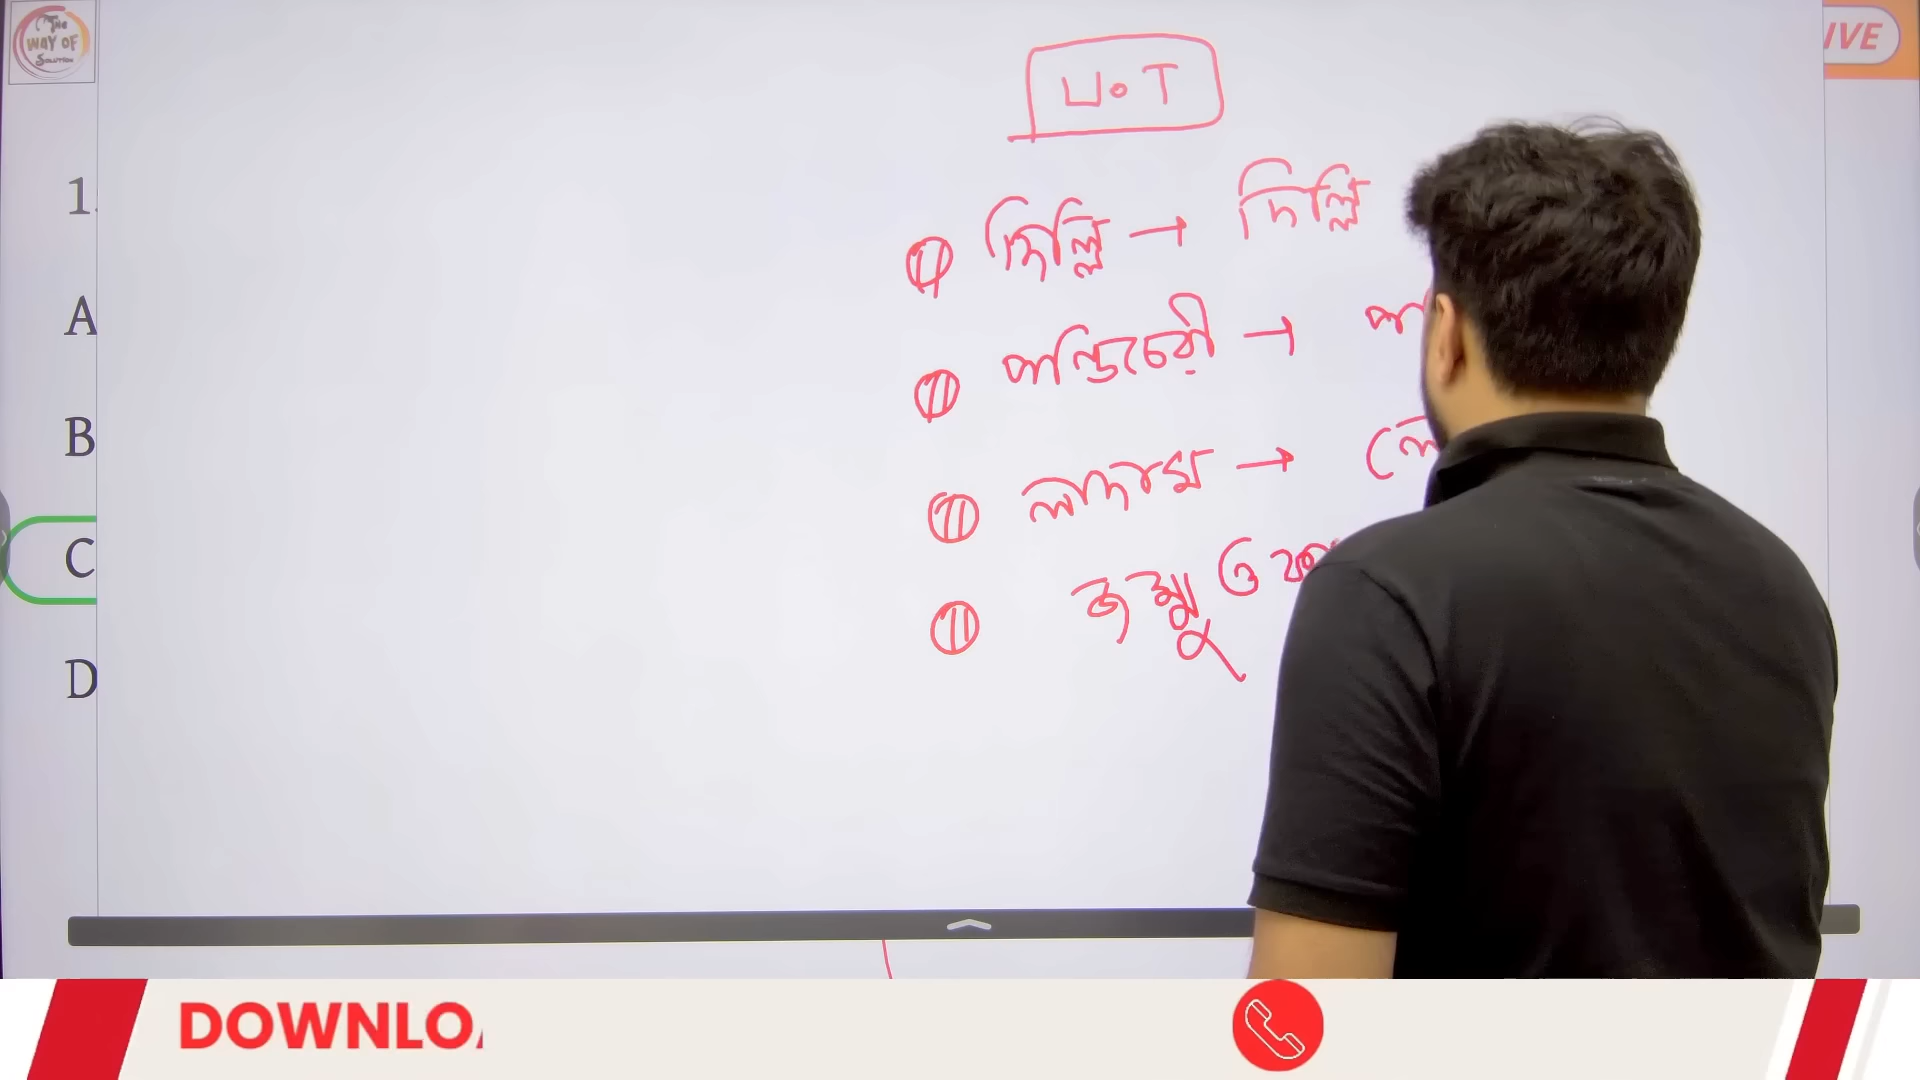 THE
WAY OF
SOLUTION
IVE
1.
A
B
C
D
U.T
দিল্লি → দিল্লি
পন্ডিচেরী →
লাদাখ → লে
জম্মু ও
DOWNLO